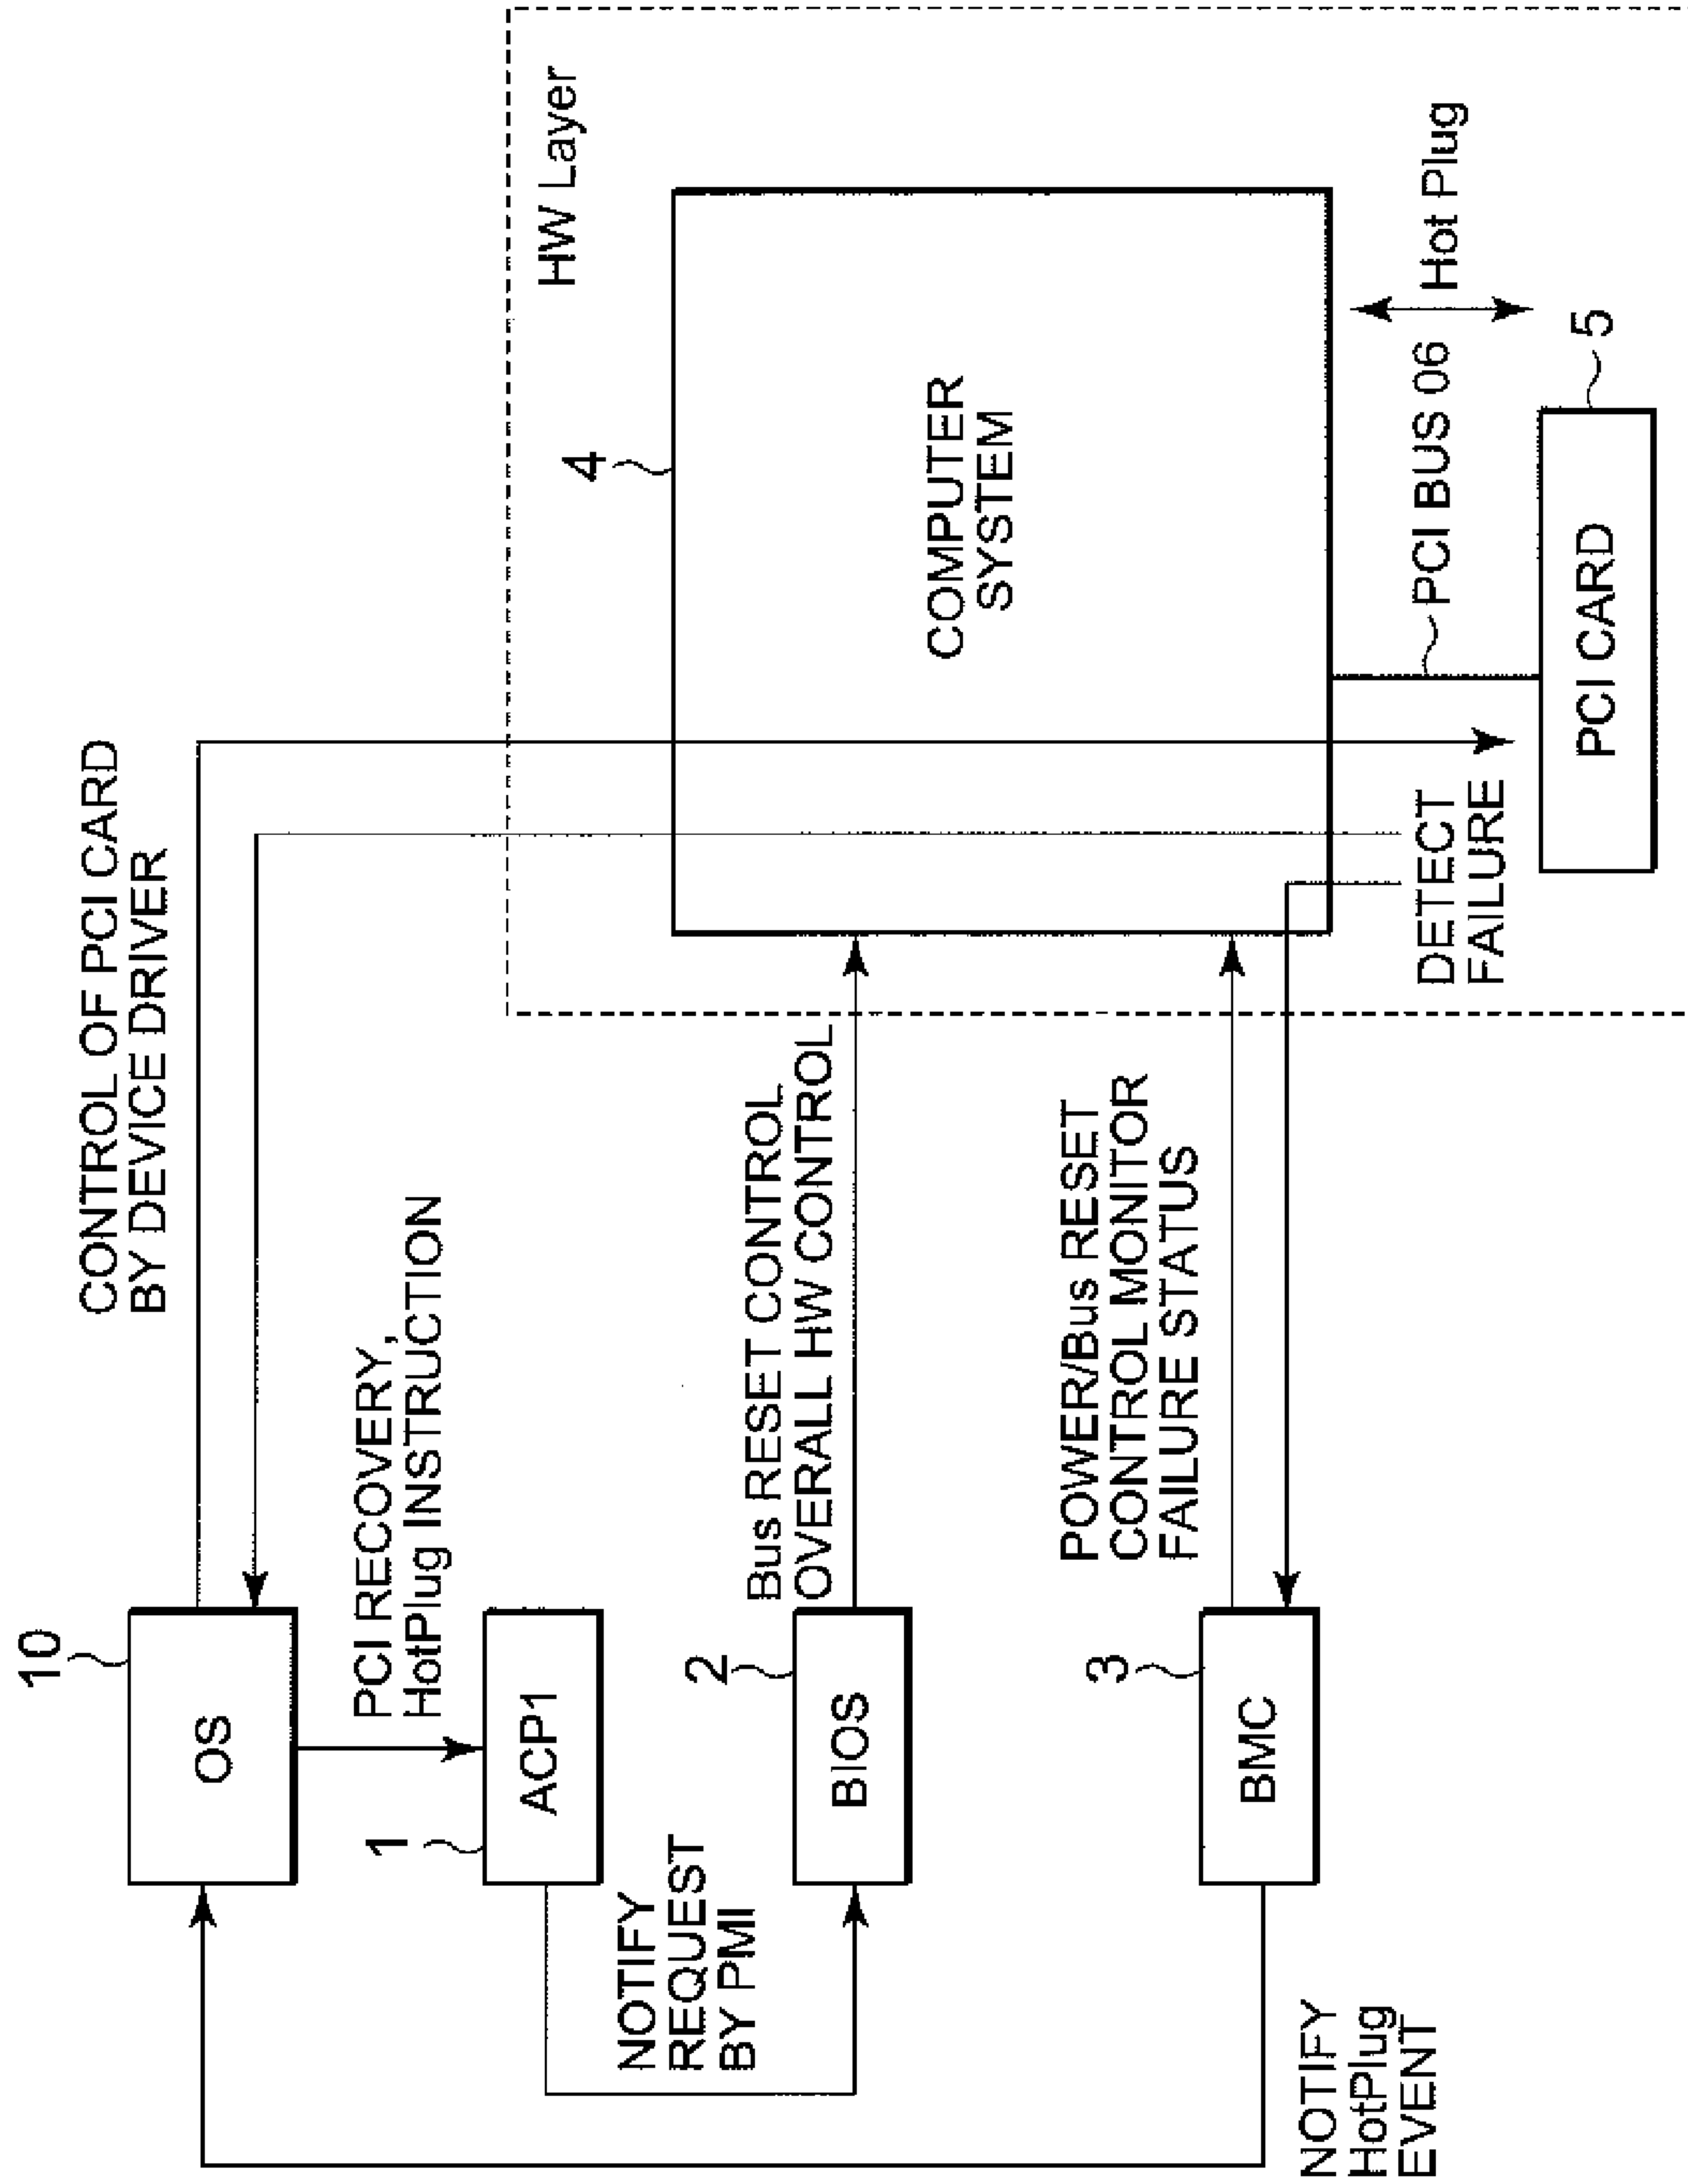 CONTROL OF PCI CARD
BY DEVICE DRIVER
10
OS
PCI RECOVERY,
HotPlug INSTRUCTION
1
ACP1
NOTIFY
REQUEST
BY PMI
2
BIOS
Bus RESET CONTROL
OVERALL HW CONTROL
3
BMC
POWER/Bus RESET
CONTROL MONITOR
FAILURE STATUS
NOTIFY
HotPlug
EVENT
HW Layer
4
COMPUTER
SYSTEM
DETECT
FAILURE
PCI BUS 06
Hot Plug
5
PCI CARD